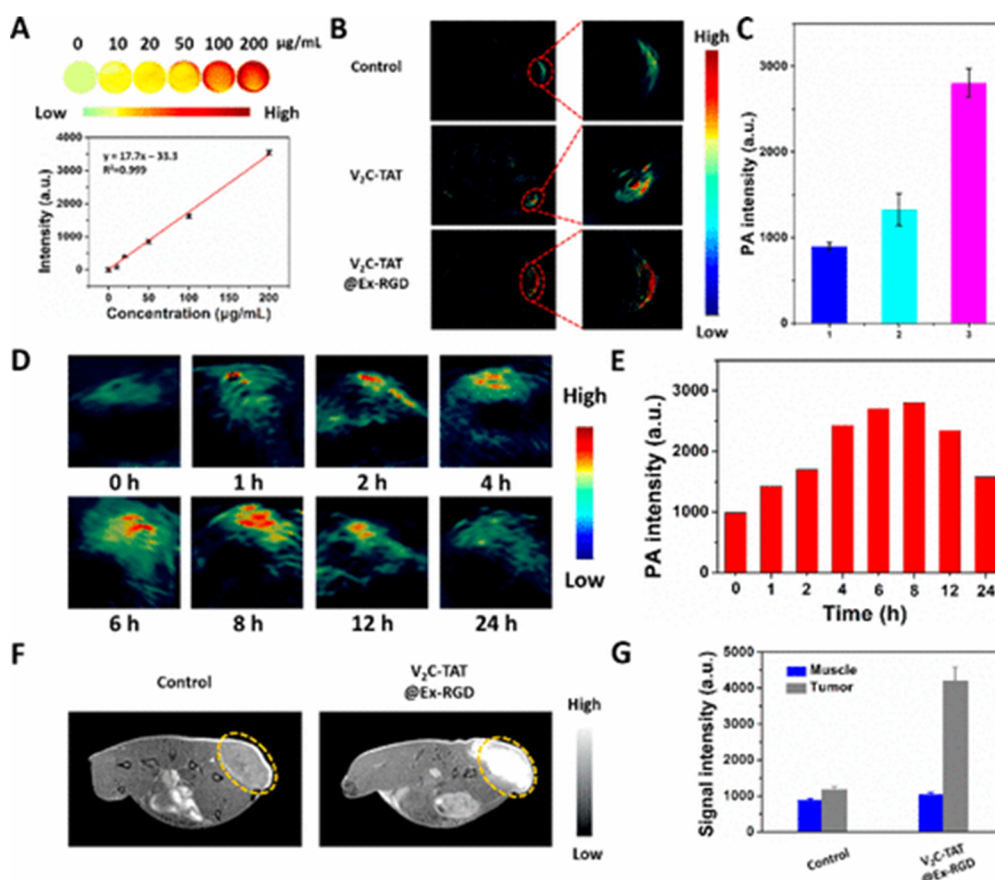 A
0 10 20 50 100 200 µg/mL
Low High
4000
3000
2000
1000
0
y = 17.7x – 33.3
R²=0.999
Intensity (a.u.)
0 50 100 150 200
Concentration (µg/mL)
B
Control
V₂C-TAT
V₂C-TAT
@Ex-RGD
High
Low
C
PA intensity (a.u.)
3000
2000
1000
0
1 2 3
D
0 h 1 h 2 h 4 h
6 h 8 h 12 h 24 h
High
Low
E
PA intensity (a.u.)
3000
2000
1000
0
0 1 2 4 6 8 12 24
Time (h)
F
Control
V₂C-TAT
@Ex-RGD
High
Low
G
Signal intensity (a.u.)
5000
4000
3000
2000
1000
0
Muscle
Tumor
Control
V₂C-TAT
@Ex-RGD